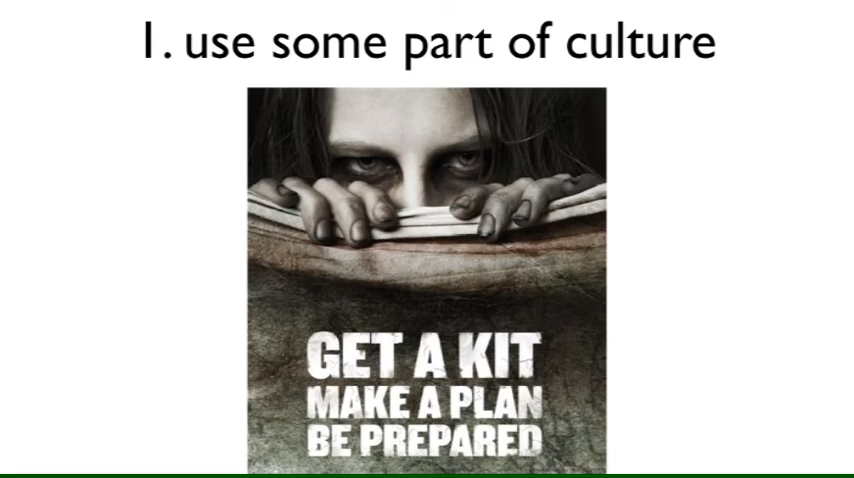 1. use some part of culture
GET A KIT
MAKE A PLAN
BE PREPARED